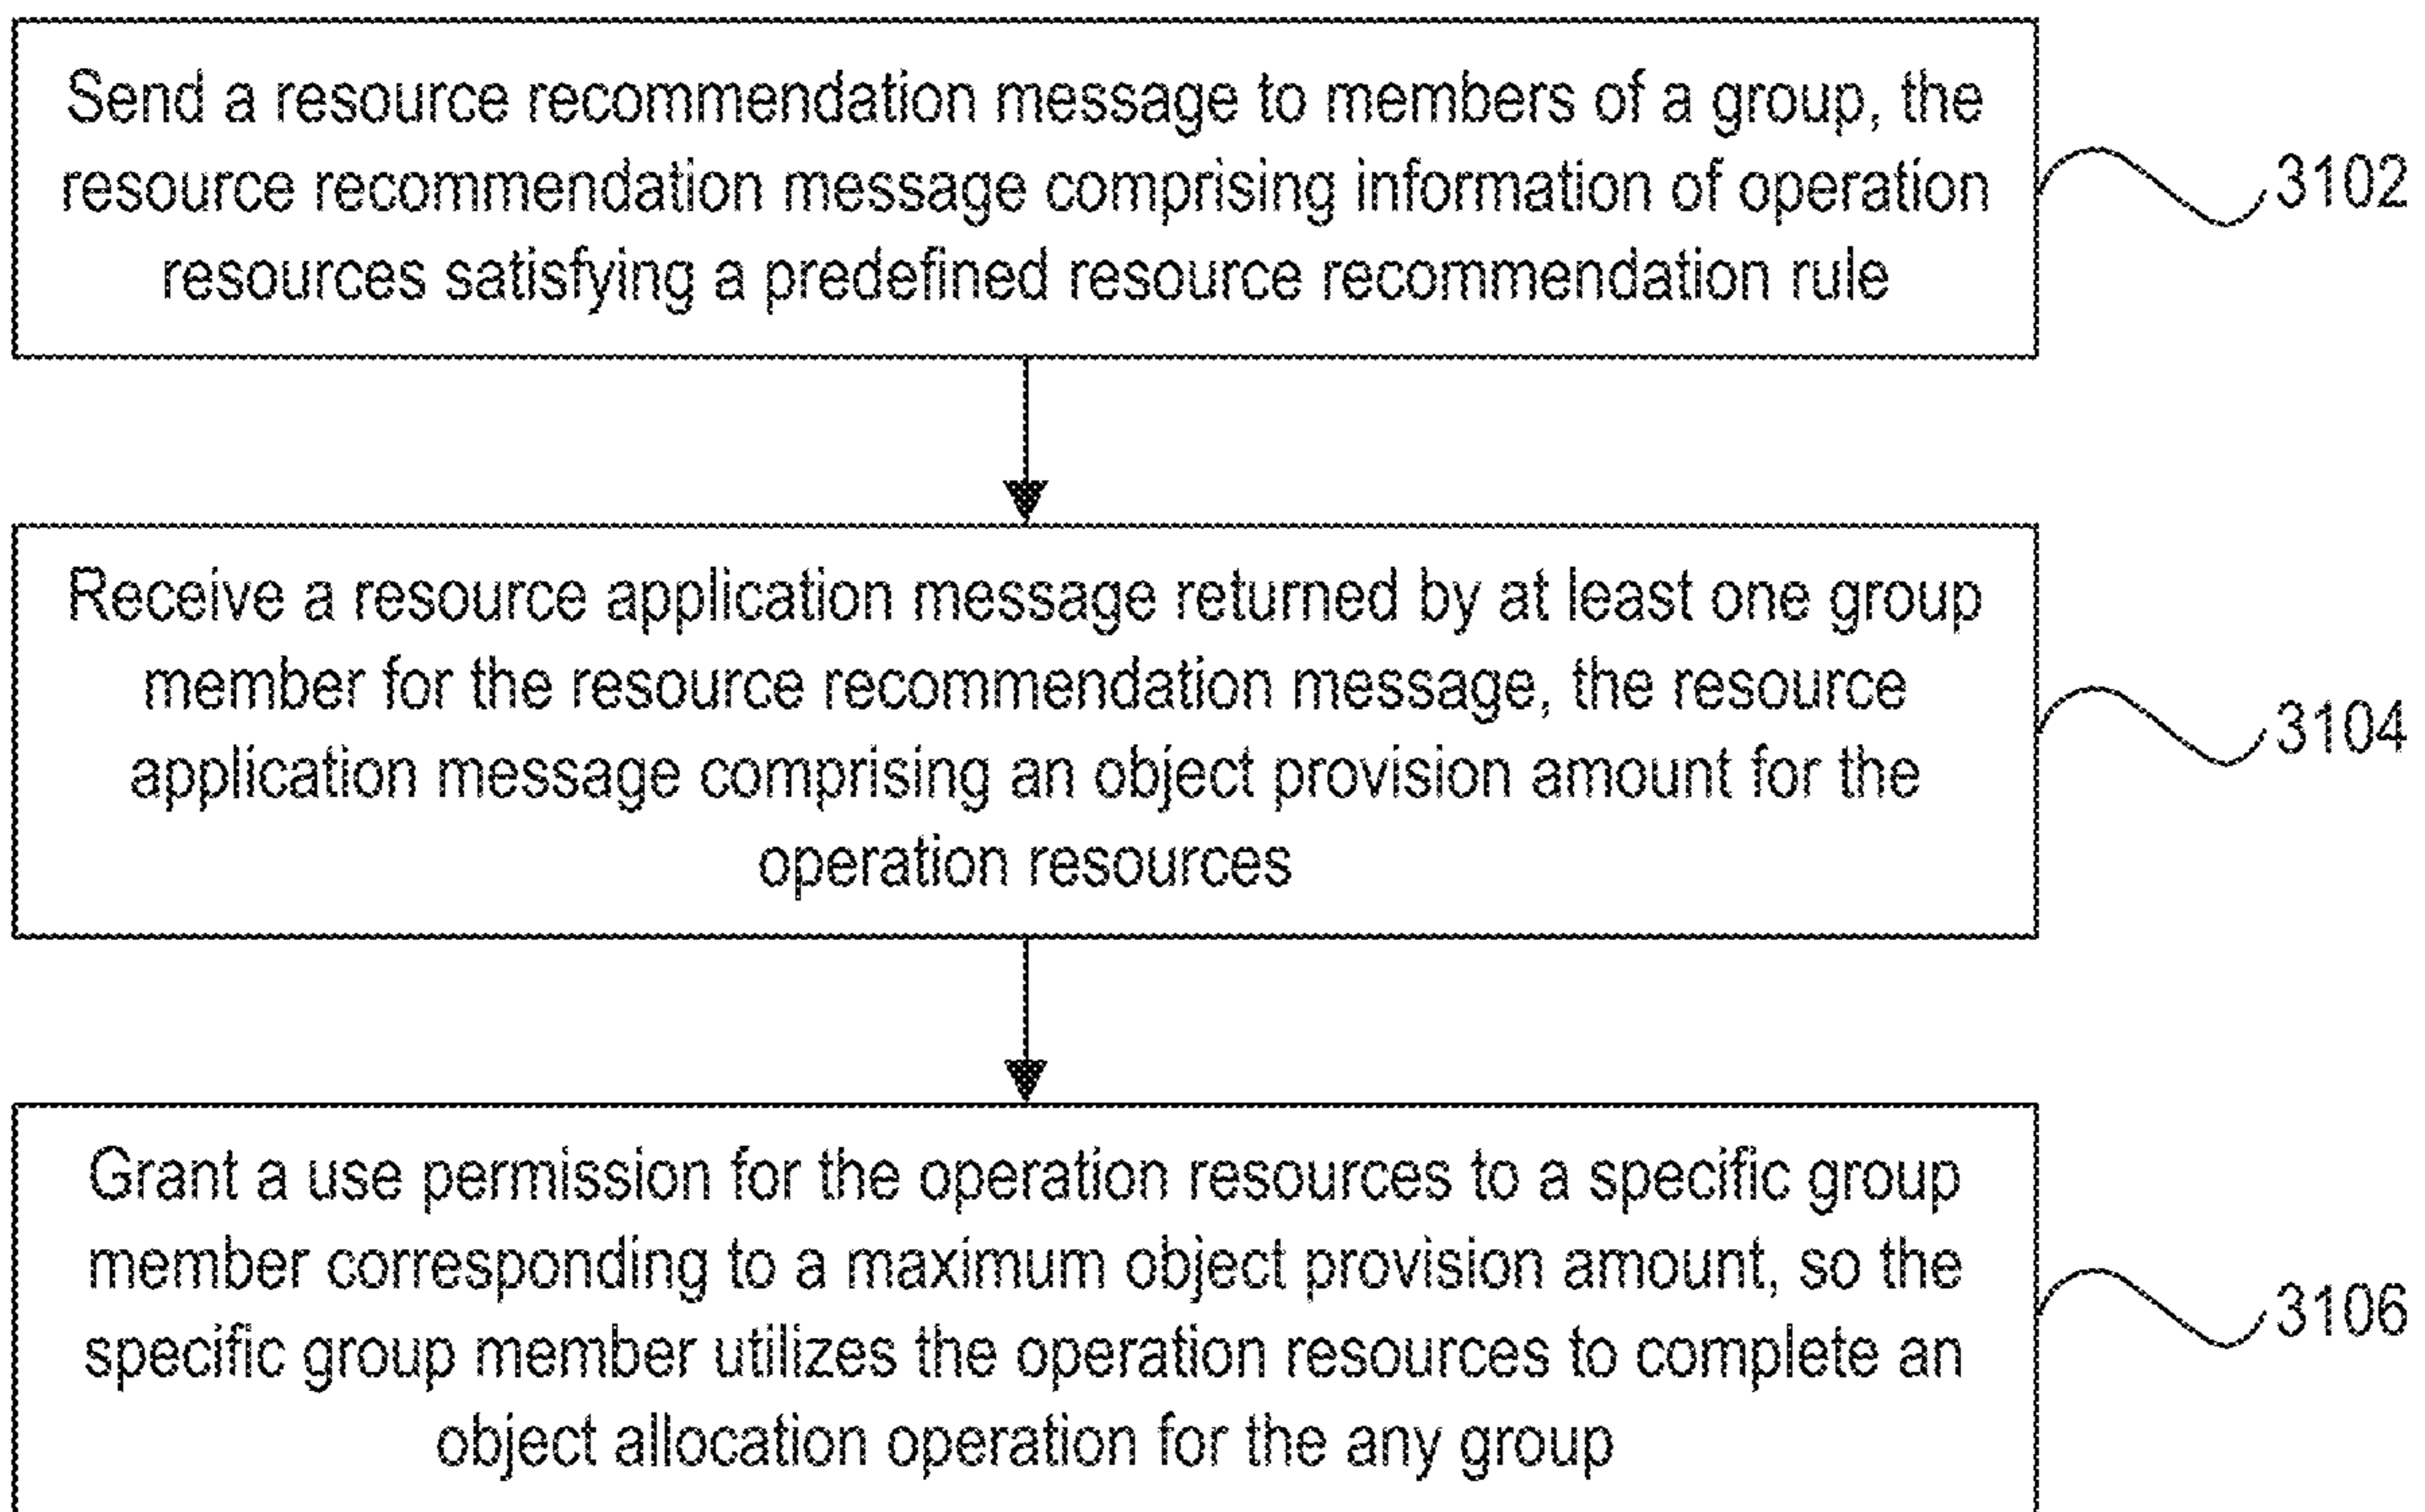 Send a resource recommendation message to members of a group, the
resource recommendation message comprising information of operation
resources satisfying a predefined resource recommendation rule
3102
Receive a resource application message returned by at least one group
member for the resource recommendation message, the resource
application message comprising an object provision amount for the
operation resources
3104
Grant a use permission for the operation resources to a specific group
member corresponding to a maximum object provision amount, so the
specific group member utilizes the operation resources to complete an
object allocation operation for the any group
3106